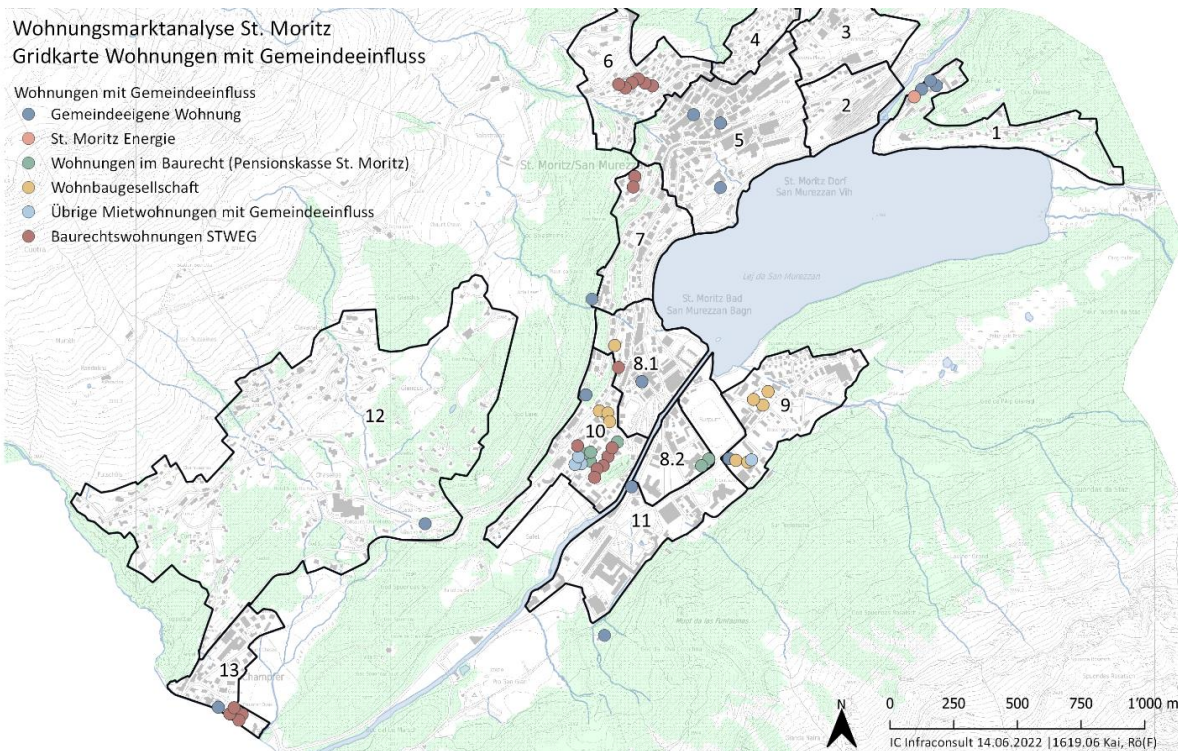 Wohnungsmarktanalyse St. Moritz
Gridkarte Wohnungen mit Gemeindeeinfluss
Wohnungen mit Gemeindeeinfluss
Gemeindeeigene Wohnung
St. Moritz Energie
Wohnungen im Baurecht (Pensionskasse St. Moritz)
Wohnbaugesellschaft
Übrige Mietwohnungen mit Gemeindeeinfluss
Baurechtswohnungen STWEG
4
3
6
2
5
1
St. Moritz/San Murezzan
St. Moritz Dorf
San Murezzan Vih
7
Lej da San Murezzan
St. Moritz Bad
San Murezzan Bagn
8.1
9
12
10
8.2
11
13
N
0 250 500 750 1'000 m
IC Infraconsult 14.06.2022 |1619.06 Kai, Rö(F)